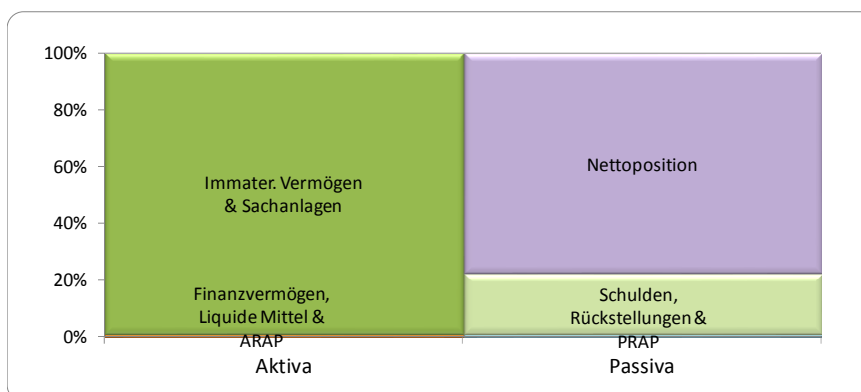 100%
80%
60%
40%
20%
0%
Immater. Vermögen
& Sachanlagen
Finanzvermögen,
Liquide Mittel &
ARAP
Aktiva
Nettoposition
Schulden,
Rückstellungen &
PRAP
Passiva